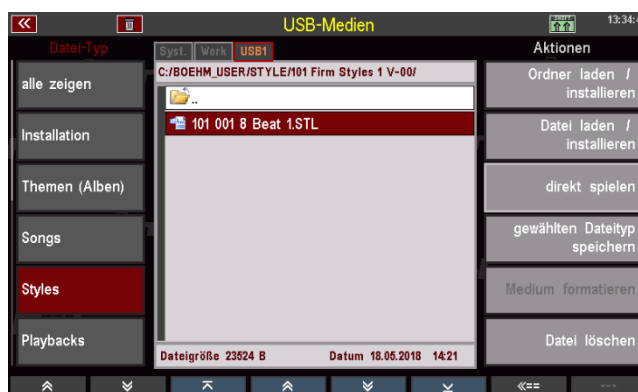 USB-Medien
SHIFT
13:34:4
Datei-Typ
Syst. Work USB1
Aktionen
C:/BOEHM_USER/STYLE/101 Firm Styles 1 V-00/
..
101 001 8 Beat 1.STL
alle zeigen
Installation
Themen (Alben)
Songs
Styles
Playbacks
Ordner laden /
installieren
Datei laden /
installieren
direkt spielen
gewählten Dateityp
speichern
Medium formatieren
Datei löschen
Dateigröße 23524 B Datum 18.05.2018 14:21
«==
---